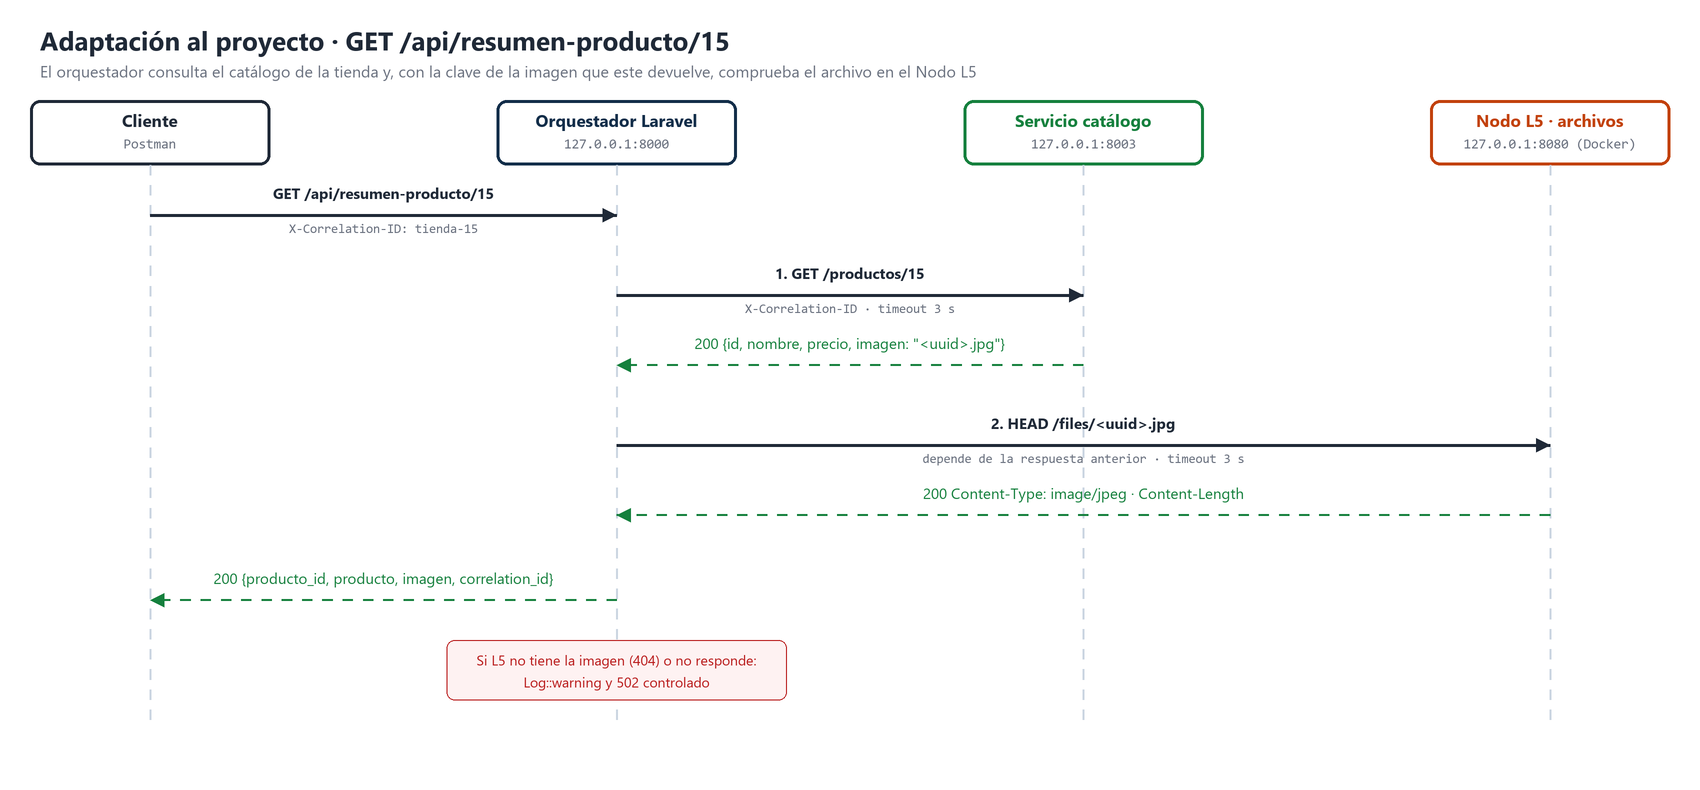 Adaptación al proyecto · GET /api/resumen-producto/15
El orquestador consulta el catálogo de la tienda y, con la clave de la imagen que este devuelve, comprueba el archivo en el Nodo L5
Cliente
Postman
Orquestador Laravel
127.0.0.1:8000
Servicio catálogo
127.0.0.1:8003
Nodo L5 · archivos
127.0.0.1:8080 (Docker)
GET /api/resumen-producto/15
X-Correlation-ID: tienda-15
1. GET /productos/15
X-Correlation-ID · timeout 3 s
200 {id, nombre, precio, imagen: "<uuid>.jpg"}
2. HEAD /files/<uuid>.jpg
depende de la respuesta anterior · timeout 3 s
200 Content-Type: image/jpeg · Content-Length
200 {producto_id, producto, imagen, correlation_id}
Si L5 no tiene la imagen (404) o no responde:
Log::warning y 502 controlado